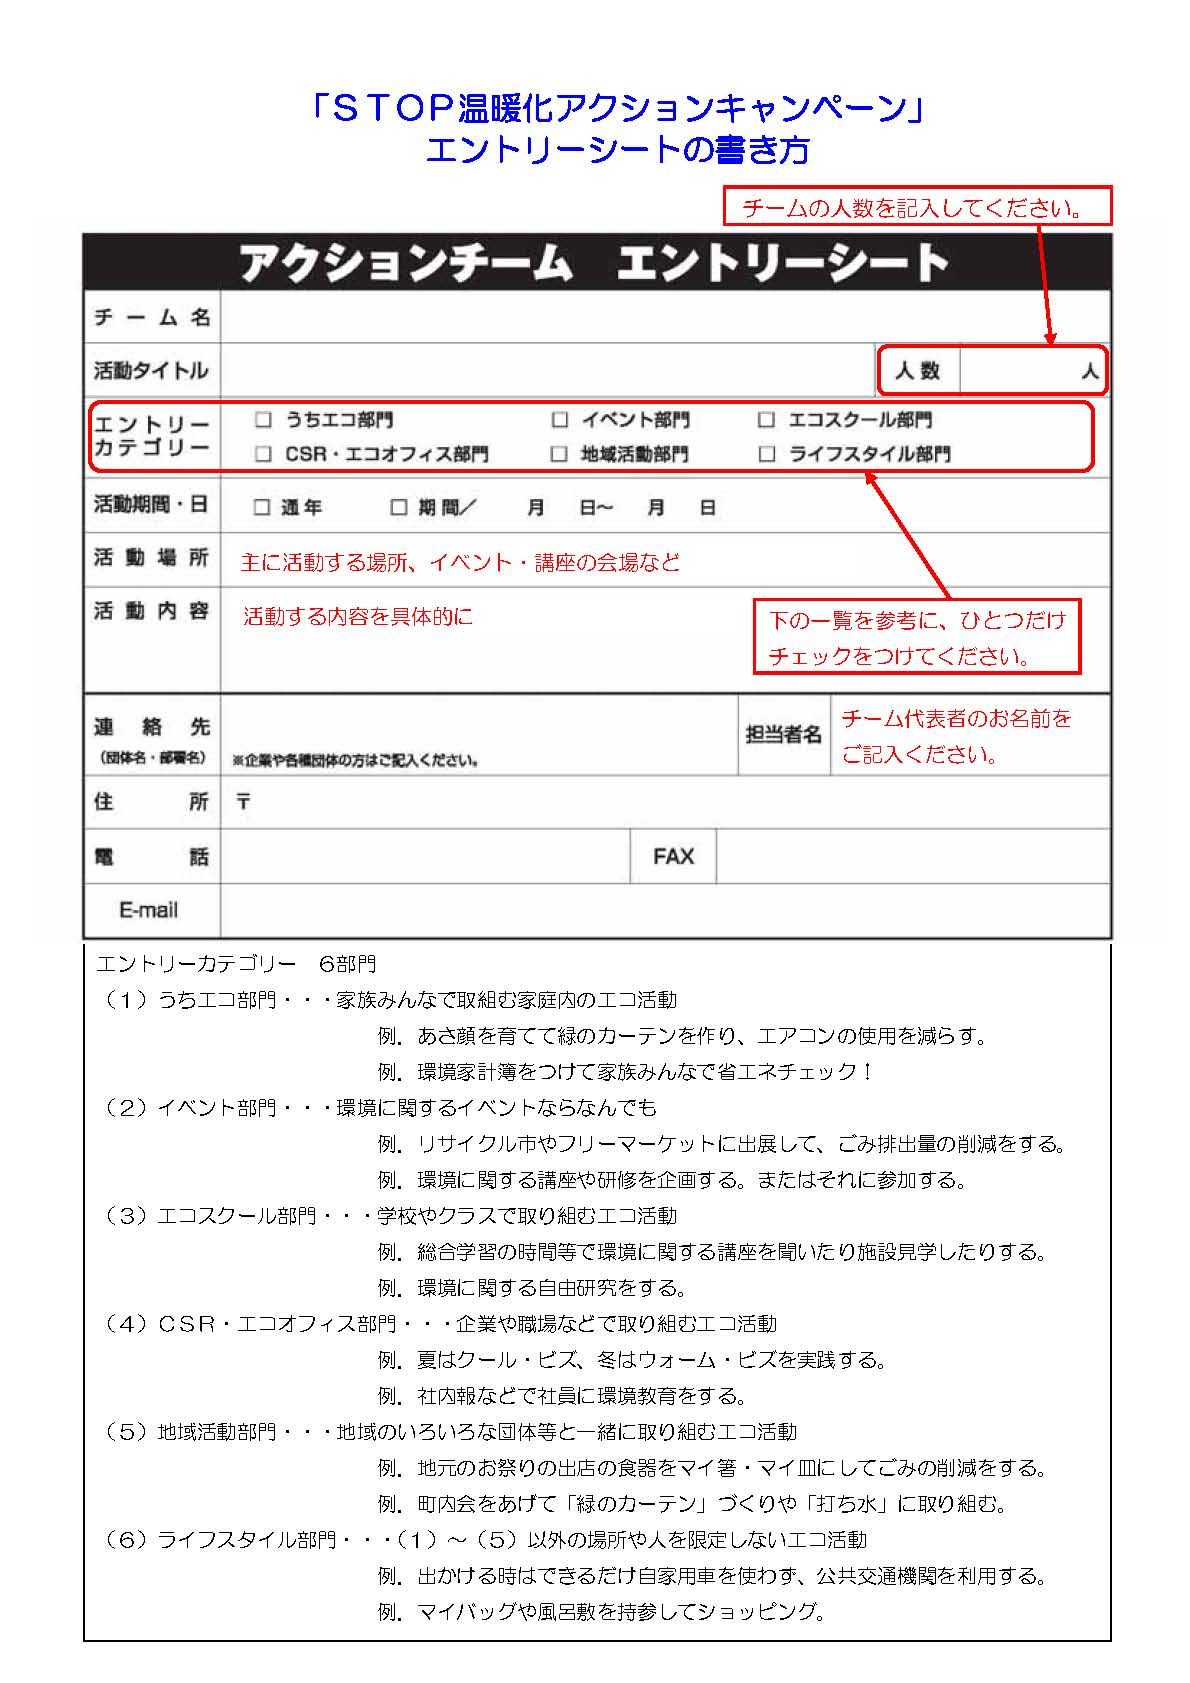 「ＳＴＯＰ温暖化アクションキャンペーン」
エントリーシートの書き方
チームの人数を記入してください。
アクションチーム　エントリーシート
チーム名
活動タイトル
人数　人
エントリー
カテゴリー
□ うちエコ部門　□ イベント部門　□ エコスクール部門
□ CSR・エコオフィス部門　□ 地域活動部門　□ ライフスタイル部門
活動期間・日　□ 通年　□ 期間／　月　日〜　月　日
活動場所　主に活動する場所、イベント・講座の会場など
活動内容　活動する内容を具体的に
下の一覧を参考に、ひとつだけ
チェックをつけてください。
連絡先
（団体名・部署名）　※企業や各種団体の方はご記入ください。
担当者名
チーム代表者のお名前を
ご記入ください。
住所　〒
電話　FAX
E-mail
エントリーカテゴリー　６部門
（１）うちエコ部門・・・家族みんなで取組む家庭内のエコ活動
例．あさ顔を育てて緑のカーテンを作り、エアコンの使用を減らす。
例．環境家計簿をつけて家族みんなで省エネチェック！
（２）イベント部門・・・環境に関するイベントならなんでも
例．リサイクル市やフリーマーケットに出展して、ごみ排出量の削減をする。
例．環境に関する講座や研修を企画する。またはそれに参加する。
（３）エコスクール部門・・・学校やクラスで取り組むエコ活動
例．総合学習の時間等で環境に関する講座を聞いたり施設見学したりする。
例．環境に関する自由研究をする。
（４）ＣＳＲ・エコオフィス部門・・・企業や職場などで取り組むエコ活動
例．夏はクール・ビズ、冬はウォーム・ビズを実践する。
例．社内報などで社員に環境教育をする。
（５）地域活動部門・・・地域のいろいろな団体等と一緒に取り組むエコ活動
例．地元のお祭りの出店の食器をマイ箸・マイ皿にしてごみの削減をする。
例．町内会をあげて「緑のカーテン」づくりや「打ち水」に取り組む。
（６）ライフスタイル部門・・・（１）〜（５）以外の場所や人を限定しないエコ活動
例．出かける時はできるだけ自家用車を使わず、公共交通機関を利用する。
例．マイバッグや風呂敷を持参してショッピング。